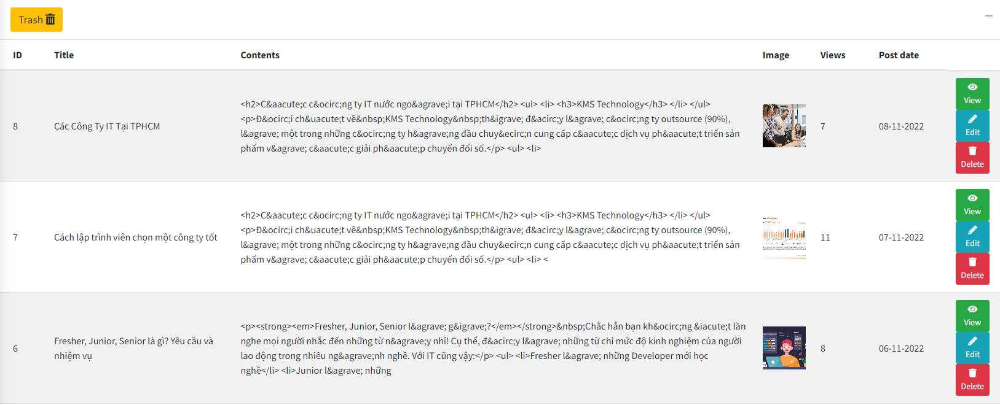 Trash
ID Title Contents Image Views Post date
<h2>C&aacute;c c&ocirc;ng ty IT nước ngo&agrave;i tại TPHCM</h2> <ul> <li> <h3>KMS Technology</h3> </li> </ul>
<p>Đ&ocirc;i ch&uacute;t về&nbsp;KMS Technology&nbsp;th&igrave; đ&acirc;y l&agrave; c&ocirc;ng ty outsource (90%),
8 Các Công Ty IT Tại TPHCM
l&agrave; một trong những c&ocirc;ng ty h&agrave;ng đầu chuy&ecirc;n cung cấp c&aacute;c dịch vụ ph&aacute;t triển sản
phẩm v&agrave; c&aacute;c giải ph&aacute;p chuyển đổi số.</p> <ul> <li>
7 08-11-2022
View
Edit
Delete
<h2>C&aacute;c c&ocirc;ng ty IT nước ngo&agrave;i tại TPHCM</h2> <ul> <li> <h3>KMS Technology</h3> </li> </ul>
<p>Đ&ocirc;i ch&uacute;t về&nbsp;KMS Technology&nbsp;th&igrave; đ&acirc;y l&agrave; c&ocirc;ng ty outsource (90%),
7 Cách lập trình viên chọn một công ty tốt
l&agrave; một trong những c&ocirc;ng ty h&agrave;ng đầu chuy&ecirc;n cung cấp c&aacute;c dịch vụ ph&aacute;t triển sản
phẩm v&agrave; c&aacute;c giải ph&aacute;p chuyển đổi số.</p> <ul> <li> <
11 07-11-2022
View
Edit
Delete
6 Fresher, Junior, Senior là gì? Yêu cầu và
nhiệm vụ
<p><strong><em>Fresher, Junior, Senior l&agrave; g&igrave;?</em></strong>&nbsp;Chắc hẳn bạn kh&ocirc;ng &iacute;t lần
nghe mọi người nhắc đến những từ n&agrave;y nhỉ! Cụ thể, đ&acirc;y l&agrave; những từ chỉ mức độ kinh nghiệm của người
lao động trong nhiều ng&agrave;nh nghề. Với IT cũng vậy:</p> <ul> <li>Fresher l&agrave; những Developer mới học
nghề</li> <li>Junior l&agrave; những
8 06-11-2022
View
Edit
Delete